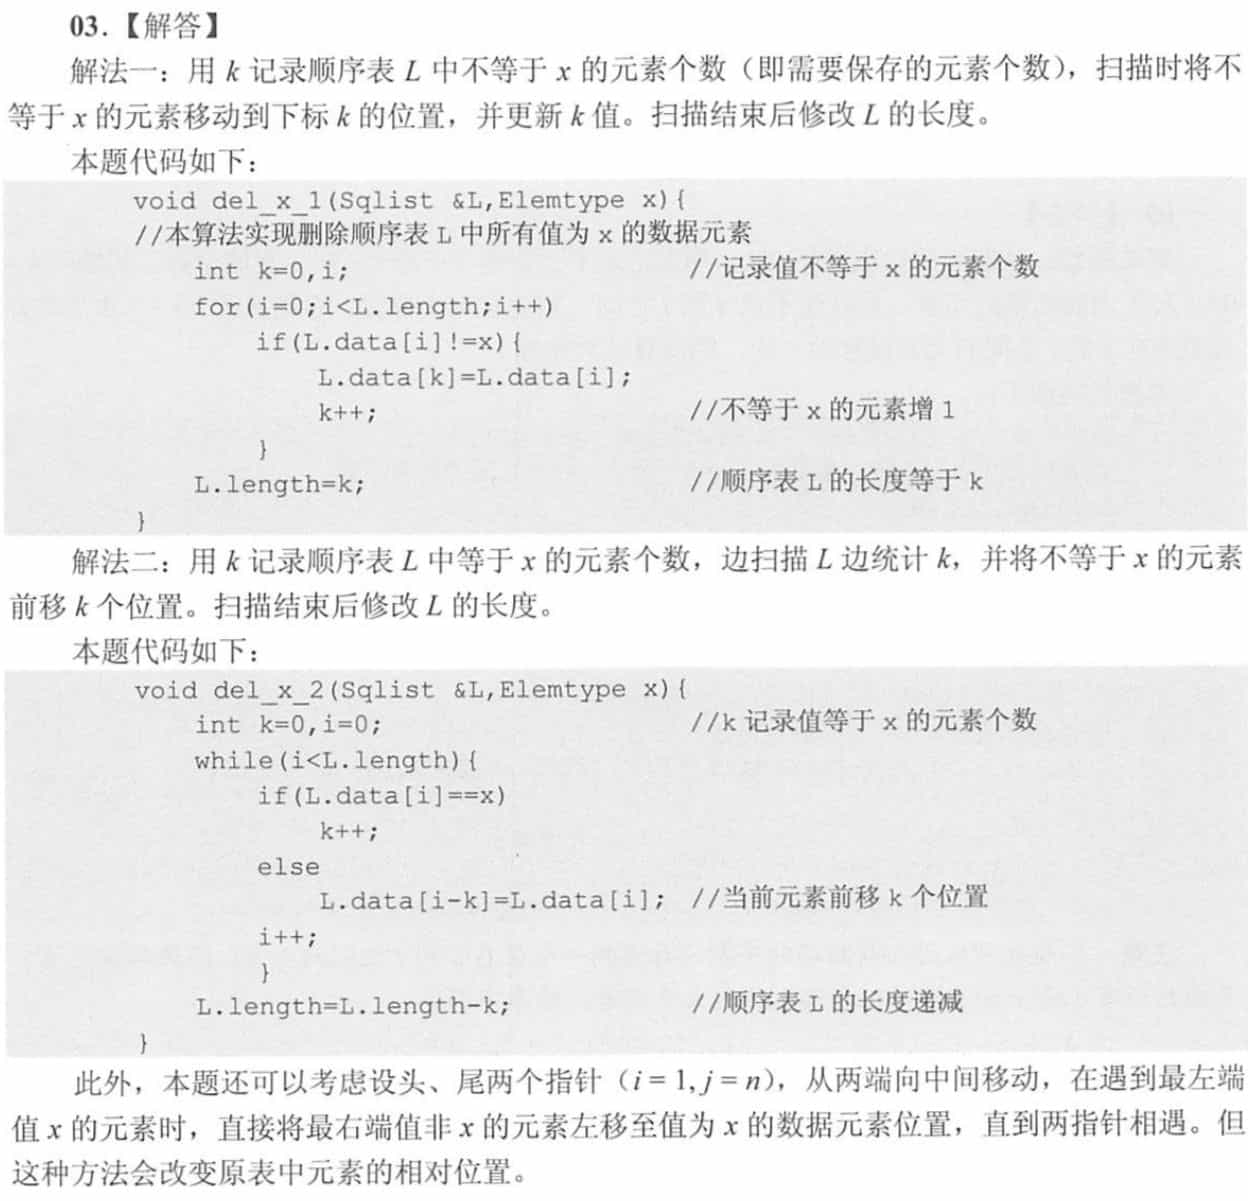 03.【解答】
解法一：用 k 记录顺序表 L 中不等于 x 的元素个数（即需要保存的元素个数），扫描时将不
等于 x 的元素移动到下标 k 的位置，并更新 k 值。扫描结束后修改 L 的长度。
本题代码如下：
void del_x_1(Sqlist &L,Elemtype x){
//本算法实现删除顺序表 L 中所有值为 x 的数据元素
int k=0,i; //记录值不等于 x 的元素个数
for(i=0;i<L.length;i++)
if(L.data[i]!=x){
L.data[k]=L.data[i];
k++; //不等于 x 的元素增 1
}
L.length=k; //顺序表 L 的长度等于 k
}
解法二：用 k 记录顺序表 L 中等于 x 的元素个数，边扫描 L 边统计 k，并将不等于 x 的元素
前移 k 个位置。扫描结束后修改 L 的长度。
本题代码如下：
void del_x_2(Sqlist &L,Elemtype x){
int k=0,i=0; //k 记录值等于 x 的元素个数
while(i<L.length){
if(L.data[i]==x)
k++;
else
L.data[i-k]=L.data[i]; //当前元素前移 k 个位置
i++;
}
L.length=L.length-k; //顺序表 L 的长度递减
}
此外，本题还可以考虑设头、尾两个指针（i = 1, j = n），从两端向中间移动，在遇到最左端
值 x 的元素时，直接将最右端值非 x 的元素左移至值为 x 的数据元素位置，直到两指针相遇。但
这种方法会改变原表中元素的相对位置。